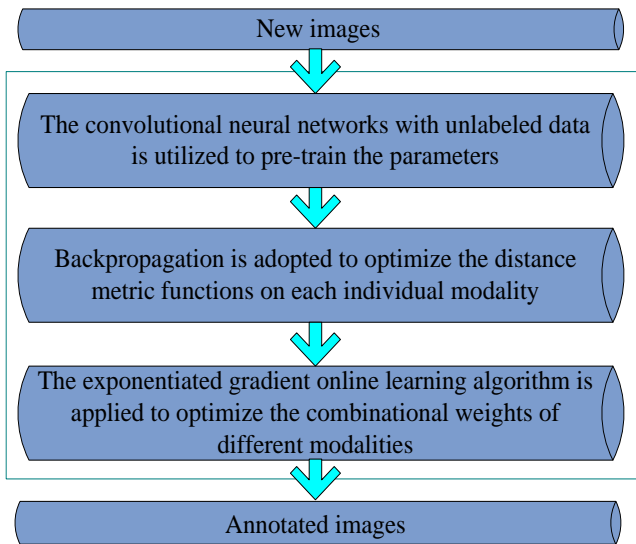 New images
The convolutional neural networks with unlabeled data
is utilized to pre-train the parameters
Backpropagation is adopted to optimize the distance
metric functions on each individual modality
The exponentiated gradient online learning algorithm is
applied to optimize the combinational weights of
different modalities
Annotated images